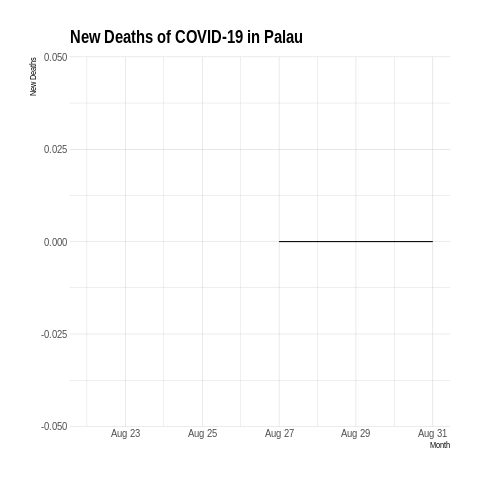 New Deaths of COVID-19 in Palau
New Deaths
0.050
0.025
0.000
-0.025
-0.050
Aug 23
Aug 25
Aug 27
Aug 29
Aug 31
Month